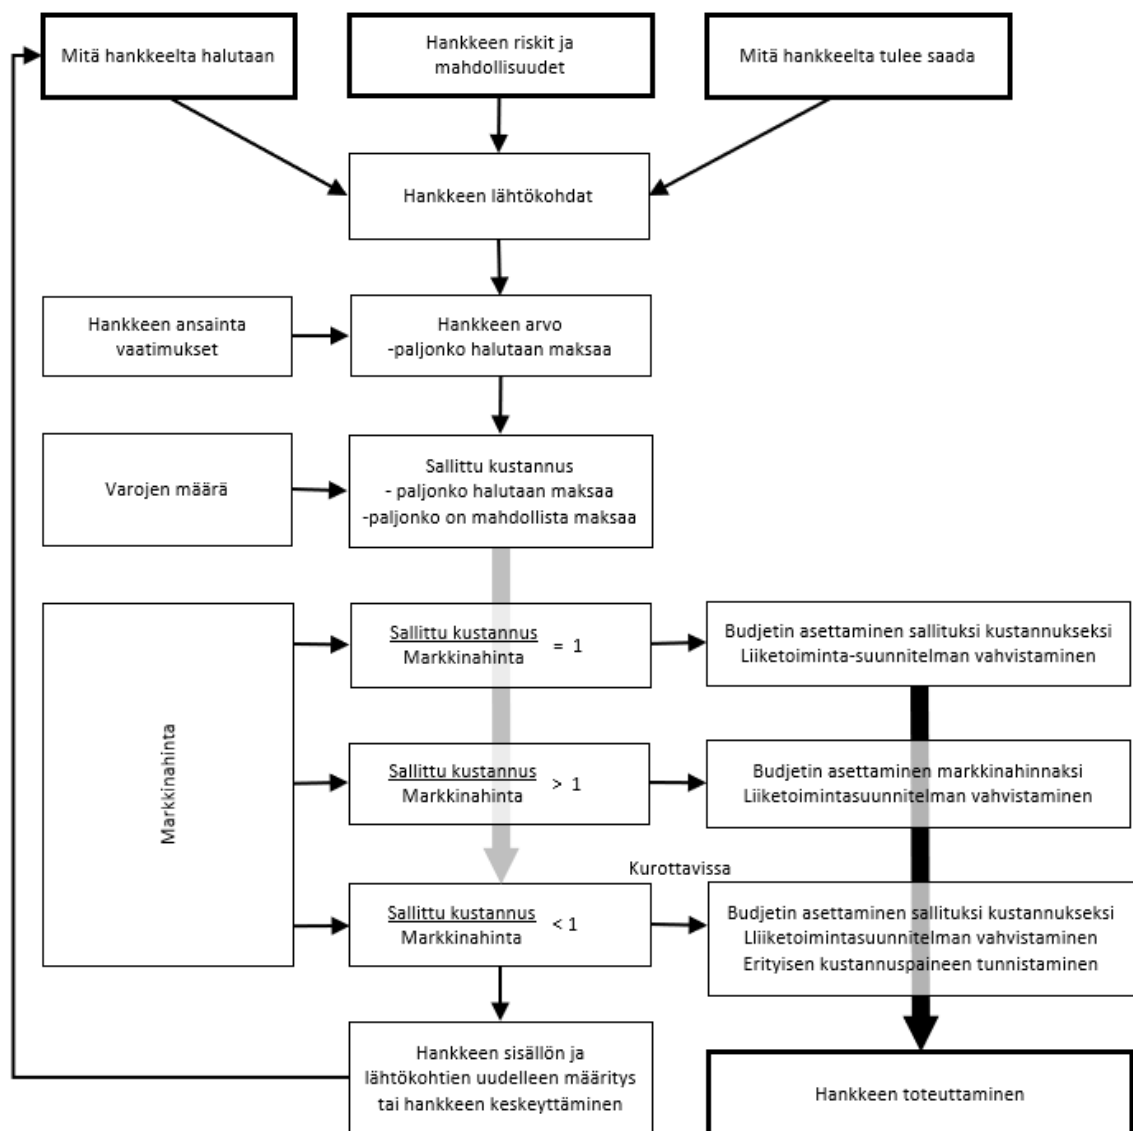 Mitä hankkeelta halutaan
Hankkeen riskit ja
mahdollisuudet
Mitä hankkeelta tulee saada
Hankkeen lähtökohdat
Hankkeen ansainta
vaatimukset
Hankkeen arvo
-paljonko halutaan maksaa
Varojen määrä
Sallittu kustannus
- paljonko halutaan maksaa
-paljonko on mahdollista maksaa
Markkinahinta
Sallittu kustannus
Markkinahinta = 1
Budjetin asettaminen sallituksi kustannukseksi
Liiketoiminta-suunnitelman vahvistaminen
Sallittu kustannus
Markkinahinta > 1
Budjetin asettaminen markkinahinnaksi
Liiketoimintasuunnitelman vahvistaminen
Kurottavissa
Sallittu kustannus
Markkinahinta < 1
Budjetin asettaminen sallituksi kustannukseksi
Lliiketoimintasuunnitelman vahvistaminen
Erityisen kustannuspaineen tunnistaminen
Hankkeen sisällön ja
lähtökohtien uudelleen määritys
tai hankkeen keskeyttäminen
Hankkeen toteuttaminen